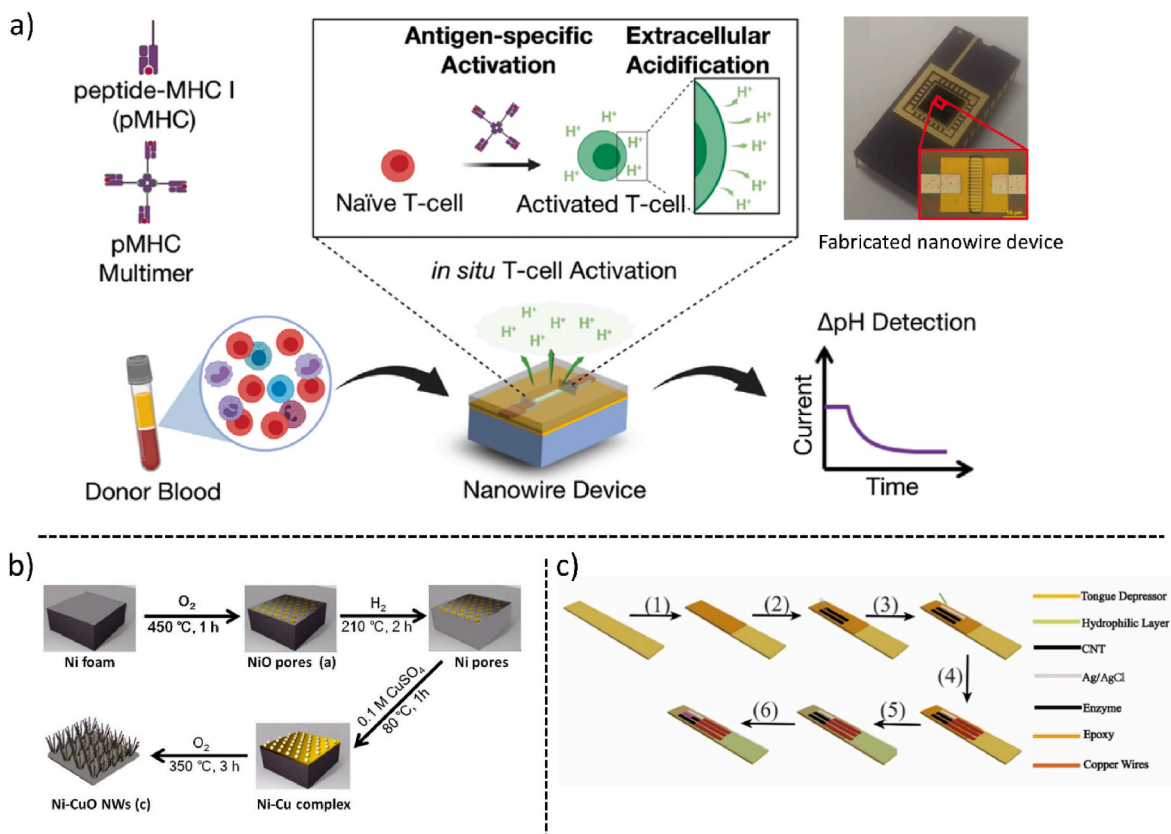 a)
peptide-MHC I
(pMHC)
pMHC
Multimer
Antigen-specific
Activation
Extracellular
Acidification
H⁺
H⁺
H⁺
H⁺
H⁺
H⁺
H⁺
H⁺
H⁺
H⁺
H⁺
Naïve T-cell
Activated T-cell
Fabricated nanowire device
in situ T-cell Activation
H⁺
H⁺
H⁺
H⁺
H⁺
H⁺
Donor Blood
Nanowire Device
ΔpH Detection
Current
Time
b)
Ni foam
O₂
450 °C, 1 h
NiO pores (a)
H₂
210 °C, 2 h
Ni pores
0.1 M CuSO₄
80 °C, 1h
Ni-Cu complex
O₂
350 °C, 3 h
Ni-CuO NWs (c)
c)
(1)
(2)
(3)
(4)
(5)
(6)
Tongue Depressor
Hydrophilic Layer
CNT
Ag/AgCl
Enzyme
Epoxy
Copper Wires